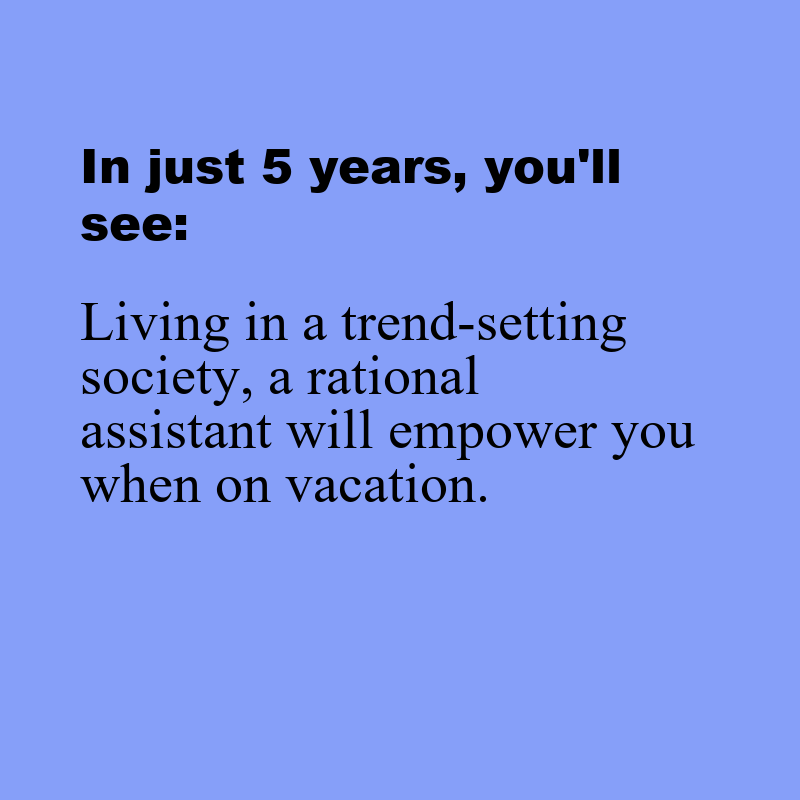 In just 5 years, you'll
see:
Living in a trend-setting
society, a rational
assistant will empower you
when on vacation.